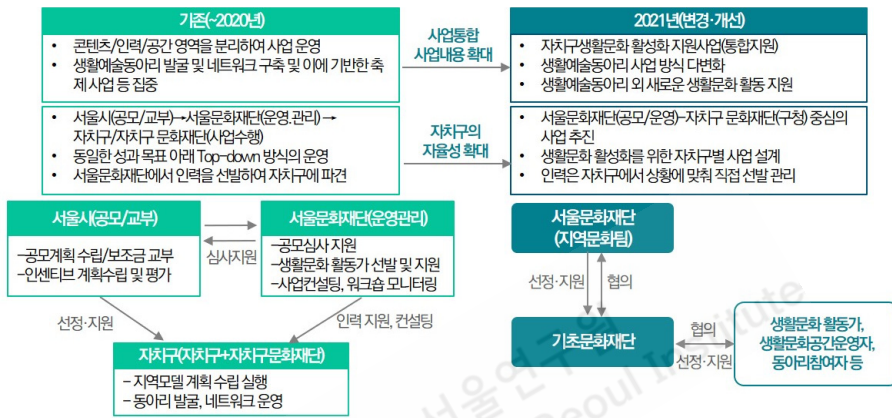 기존(~2020년)
• 콘텐츠/인력/공간 영역을 분리하여 사업 운영
• 생활예술동아리 발굴 및 네트워크 구축 및 이에 기반한 축
제 사업 등 집중
사업통합
사업내용 확대
2021년(변경·개선)
• 자치구생활문화 활성화 지원사업(통합지원)
• 생활예술동아리 사업 방식 다변화
• 생활예술동아리 외 새로운 생활문화 활동 지원
• 서울시(공모/교부)→서울문화재단(운영.관리) →
자치구/자치구 문화재단(사업수행)
• 동일한 성과 목표 아래 Top-down 방식의 운영
• 서울문화재단에서 인력을 선발하여 자치구에 파견
자치구의
자율성 확대
• 서울문화재단(공모/운영)-자치구 문화재단(구청) 중심의
사업 추진
• 생활문화 활성화를 위한 자치구별 사업 설계
• 인력은 자치구에서 상황에 맞춰 직접 선발 관리
서울시(공모/교부)
-공모계획 수립/보조금 교부
-인센티브 계획수립 및 평가
심사지원
서울문화재단(운영관리)
-공모심사 지원
-생활문화 활동가 선발 및 지원
-사업컨설팅, 워크숍 모니터링
선정·지원
인력 지원, 컨설팅
자치구(자치구+자치구문화재단)
- 지역모델 계획 수립 실행
- 동아리 발굴, 네트워크 운영
서울문화재단
(지역문화팀)
선정·지원
협의
기초문화재단
협의
선정·지원
생활문화 활동가,
생활문화공간운영자,
동아리참여자 등
서울연구원
Seoul Institute